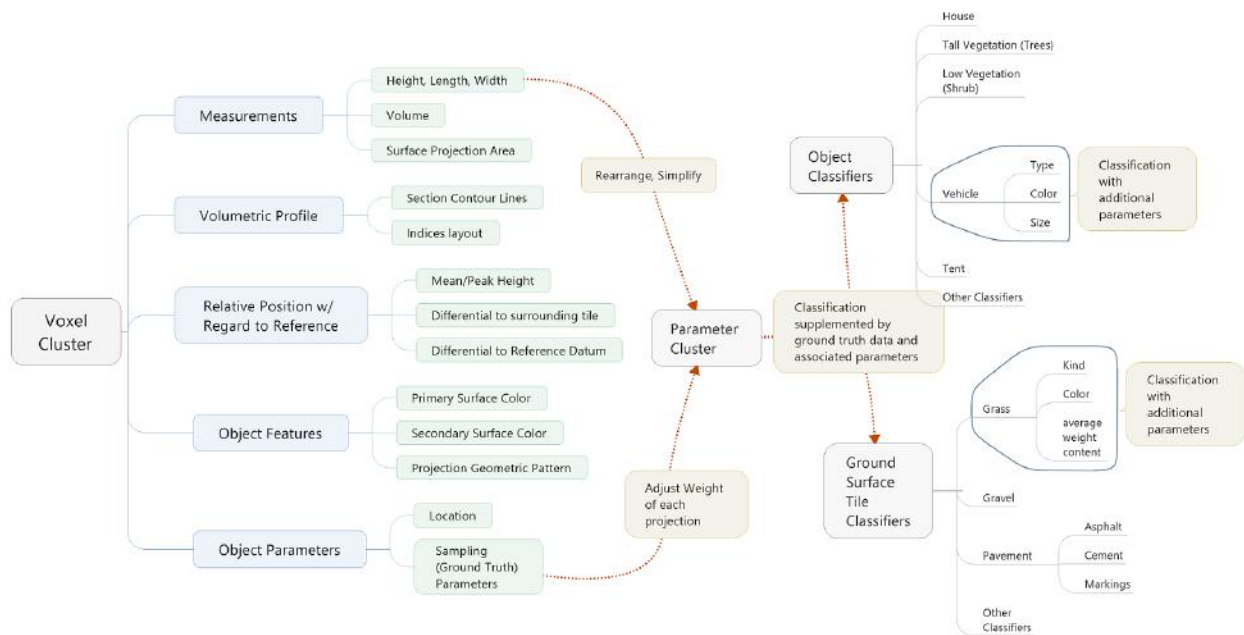 Voxel
Cluster
Measurements
Height, Length, Width
Volume
Surface Projection Area
Volumetric Profile
Section Contour Lines
Indices layout
Relative Position w/
Regard to Reference
Mean/Peak Height
Differential to surrounding tile
Differential to Reference Datum
Object Features
Primary Surface Color
Secondary Surface Color
Projection Geometric Pattern
Object Parameters
Location
Sampling
(Ground Truth)
Parameters
Rearrange, Simplify
Adjust Weight
of each
projection
Parameter
Cluster
Classification
supplemented by
ground truth data and
associated parameters
Object
Classifiers
House
Tall Vegetation (Trees)
Low Vegetation
(Shrub)
Vehicle
Type
Color
Size
Classification
with
additional
parameters
Tent
Other Classifiers
Ground
Surface
Tile
Classifiers
Grass
Kind
Color
average
weight
content
Classification
with
additional
parameters
Gravel
Pavement
Asphalt
Cement
Markings
Other
Classifiers